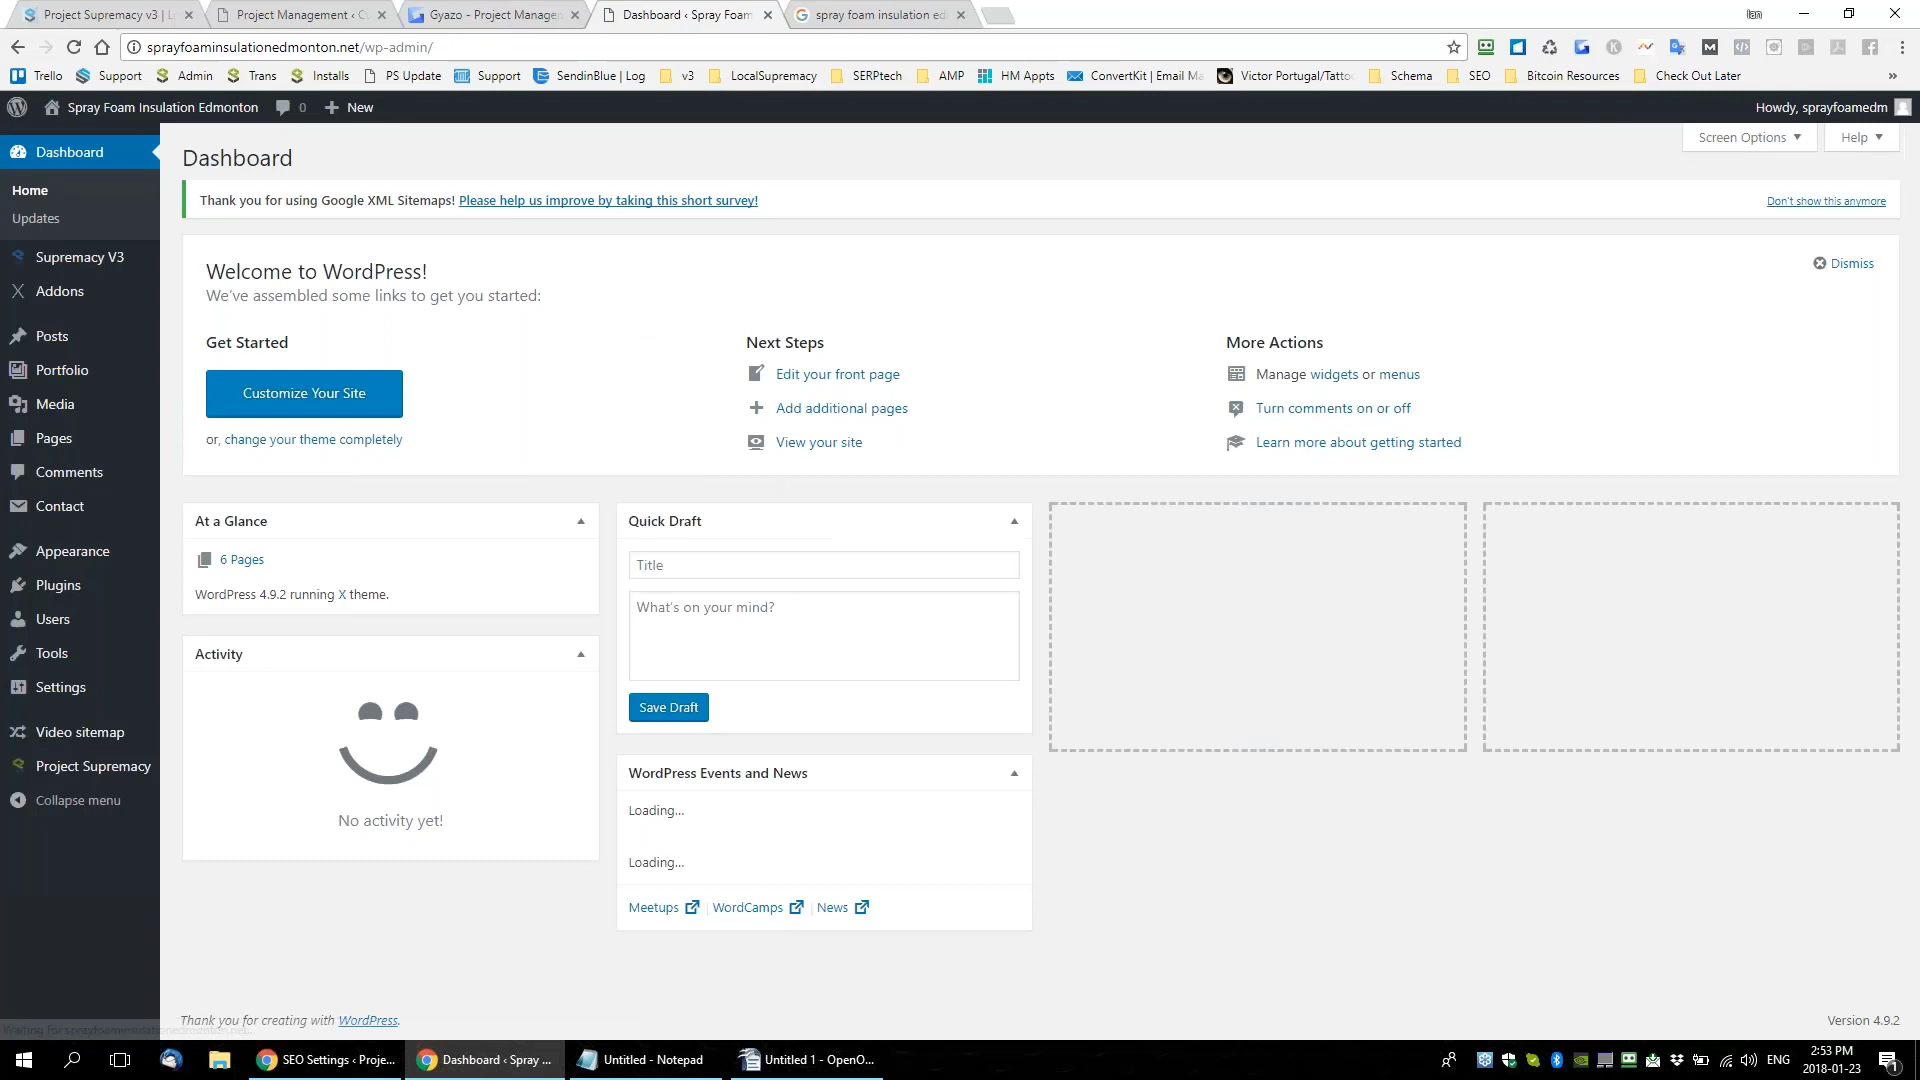 Project Supremacy v3 | L
Project Management ‹ C
Gyazo - Project Manage
Dashboard ‹ Spray Foam
spray foam insulation ed
Ian
sprayfoaminsulationedmonton.net/wp-admin/
Trello
Support
Admin
Trans
Installs
PS Update
Support
SendinBlue | Log
v3
LocalSupremacy
SERPtech
AMP
HM Appts
ConvertKit | Email Ma
Victor Portugal/Tatto
Schema
SEO
Bitcoin Resources
Check Out Later
»
Spray Foam Insulation Edmonton
0
New
Howdy, sprayfoamedm
Dashboard
Home
Updates
Supremacy V3
Addons
Posts
Portfolio
Media
Pages
Comments
Contact
Appearance
Plugins
Users
Tools
Settings
Video sitemap
Project Supremacy
Collapse menu
Screen Options
Help
Dashboard
Thank you for using Google XML Sitemaps! Please help us improve by taking this short survey!
Don't show this anymore
Welcome to WordPress!
We've assembled some links to get you started:
Dismiss
Get Started
Customize Your Site
or, change your theme completely
Next Steps
Edit your front page
Add additional pages
View your site
More Actions
Manage widgets or menus
Turn comments on or off
Learn more about getting started
At a Glance
6 Pages
WordPress 4.9.2 running X theme.
Activity
No activity yet!
Quick Draft
Title
What's on your mind?
Save Draft
WordPress Events and News
Loading...
Loading...
Meetups | WordCamps | News
Thank you for creating with WordPress.
Version 4.9.2
SEO Settings ‹ Proje...
Dashboard ‹ Spray ...
Untitled - Notepad
Untitled 1 - OpenO...
ENG
2:53 PM
2018-01-23
1